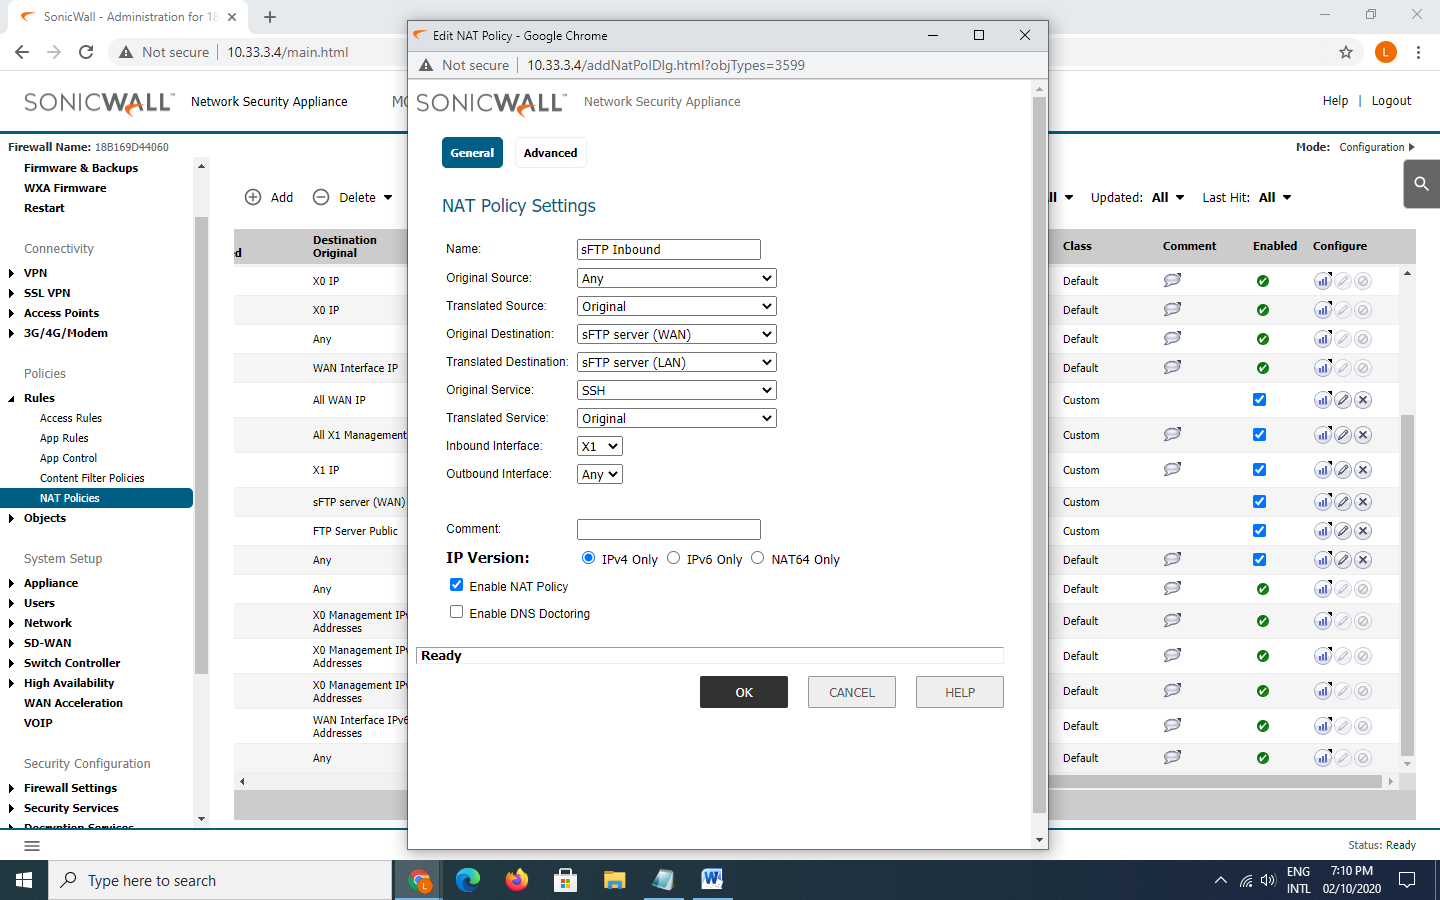 SonicWall - Administration for 18
Edit NAT Policy - Google Chrome
Not secure
10.33.3.4/main.html
Not secure
10.33.3.4/addNatPolDlg.html?objTypes=3599
L
SONICWALL™
Network Security Appliance
MO
Help | Logout
SONICWALL™
Network Security Appliance
Firewall Name: 18B169D44060
Mode: Configuration
Firmware & Backups
WXA Firmware
Restart
Connectivity
VPN
SSL VPN
Access Points
3G/4G/Modem
Policies
Rules
Access Rules
App Rules
App Control
Content Filter Policies
NAT Policies
Objects
System Setup
Appliance
Users
Network
SD-WAN
Switch Controller
High Availability
WAN Acceleration
VOIP
Security Configuration
Firewall Settings
Security Services
Decryption Services
Add
Delete
All
Updated: All
Last Hit: All
ed
Destination
Original
Class
Comment
Enabled
Configure
X0 IP
Default
X0 IP
Default
Any
Default
WAN Interface IP
Default
All WAN IP
Custom
All X1 Management
Custom
X1 IP
Custom
sFTP server (WAN)
Custom
FTP Server Public
Custom
Any
Default
Any
Default
X0 Management IPv
Addresses
Default
X0 Management IPv
Addresses
Default
X0 Management IPv
Addresses
Default
WAN Interface IPv6
Addresses
Default
Any
Default
General
Advanced
NAT Policy Settings
Name: sFTP Inbound
Original Source: Any
Translated Source: Original
Original Destination: sFTP server (WAN)
Translated Destination: sFTP server (LAN)
Original Service: SSH
Translated Service: Original
Inbound Interface: X1
Outbound Interface: Any
Comment:
IP Version: IPv4 Only IPv6 Only NAT64 Only
Enable NAT Policy
Enable DNS Doctoring
Ready
OK
CANCEL
HELP
Status: Ready
Type here to search
L
ENG
INTL
7:10 PM
02/10/2020